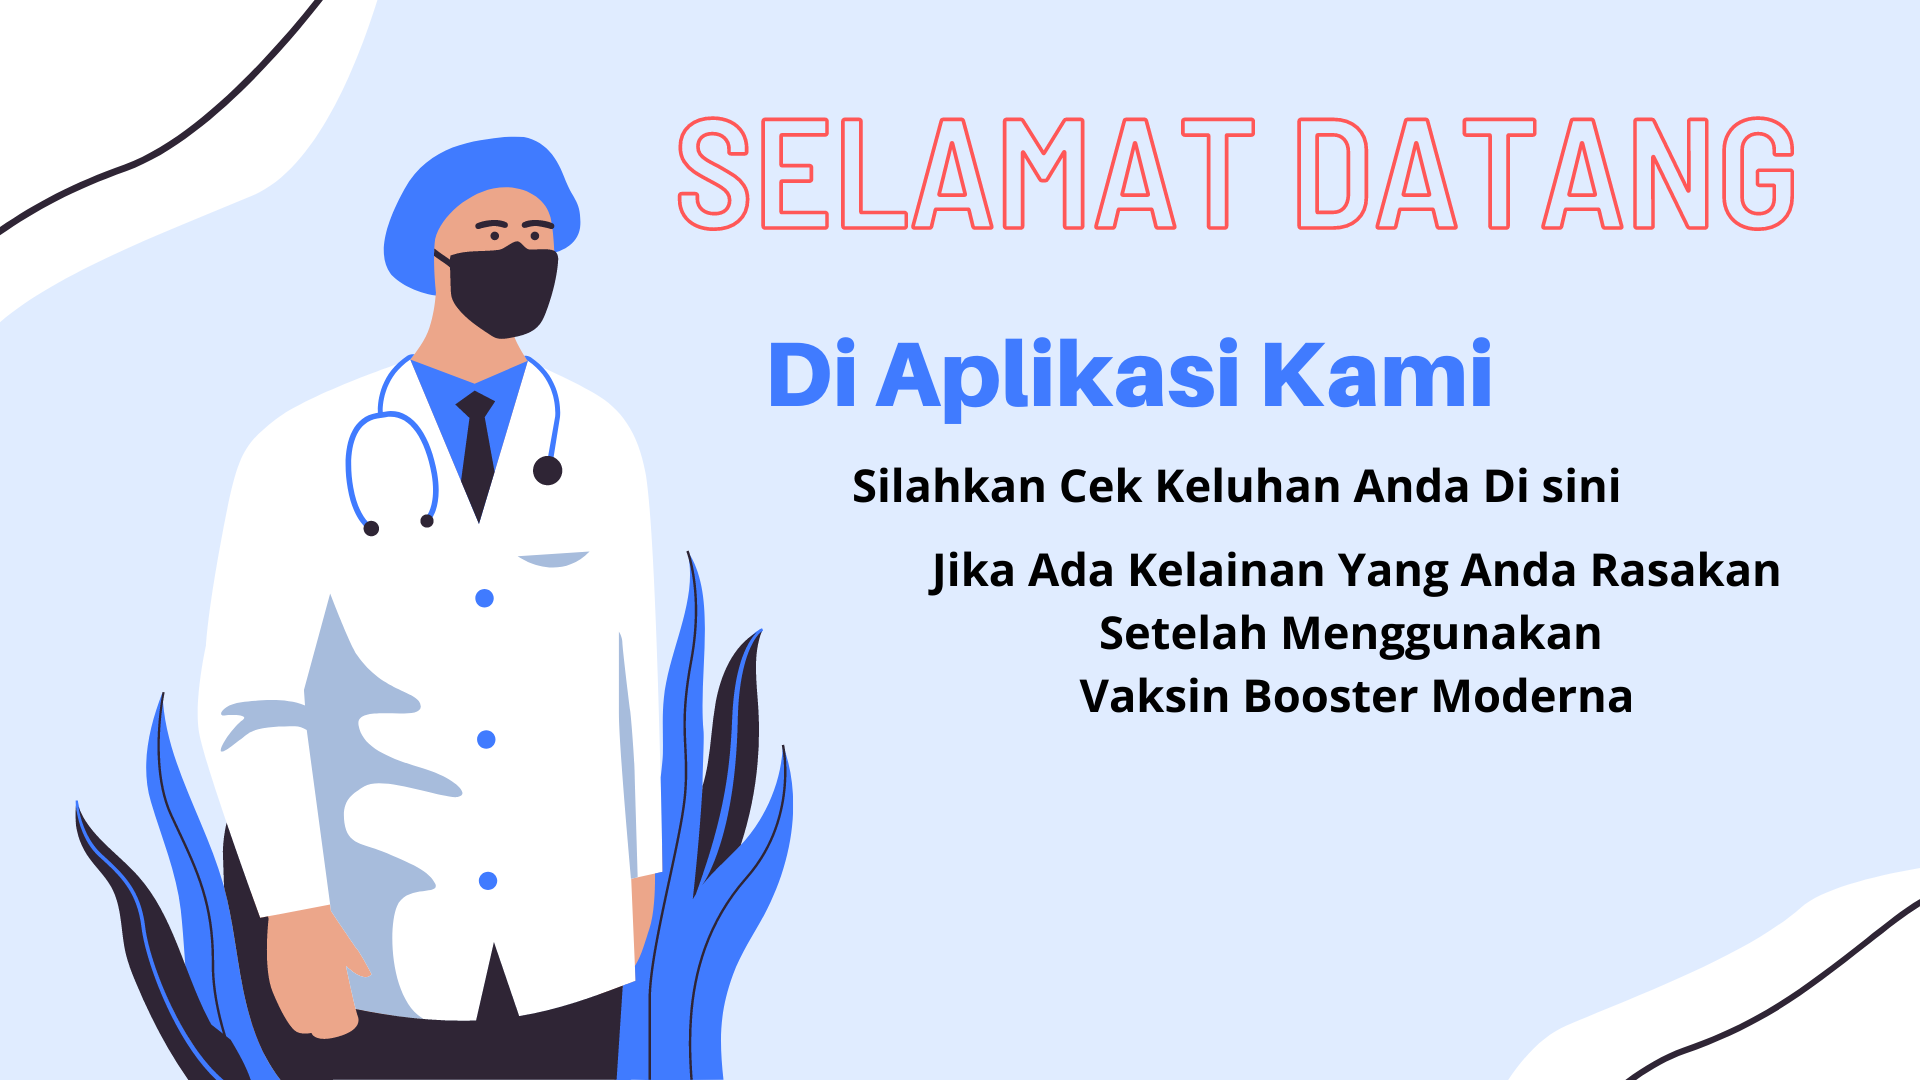 SELAMAT DATANG
Di Aplikasi Kami
Silahkan Cek Keluhan Anda Di sini
Jika Ada Kelainan Yang Anda Rasakan
Setelah Menggunakan
Vaksin Booster Moderna